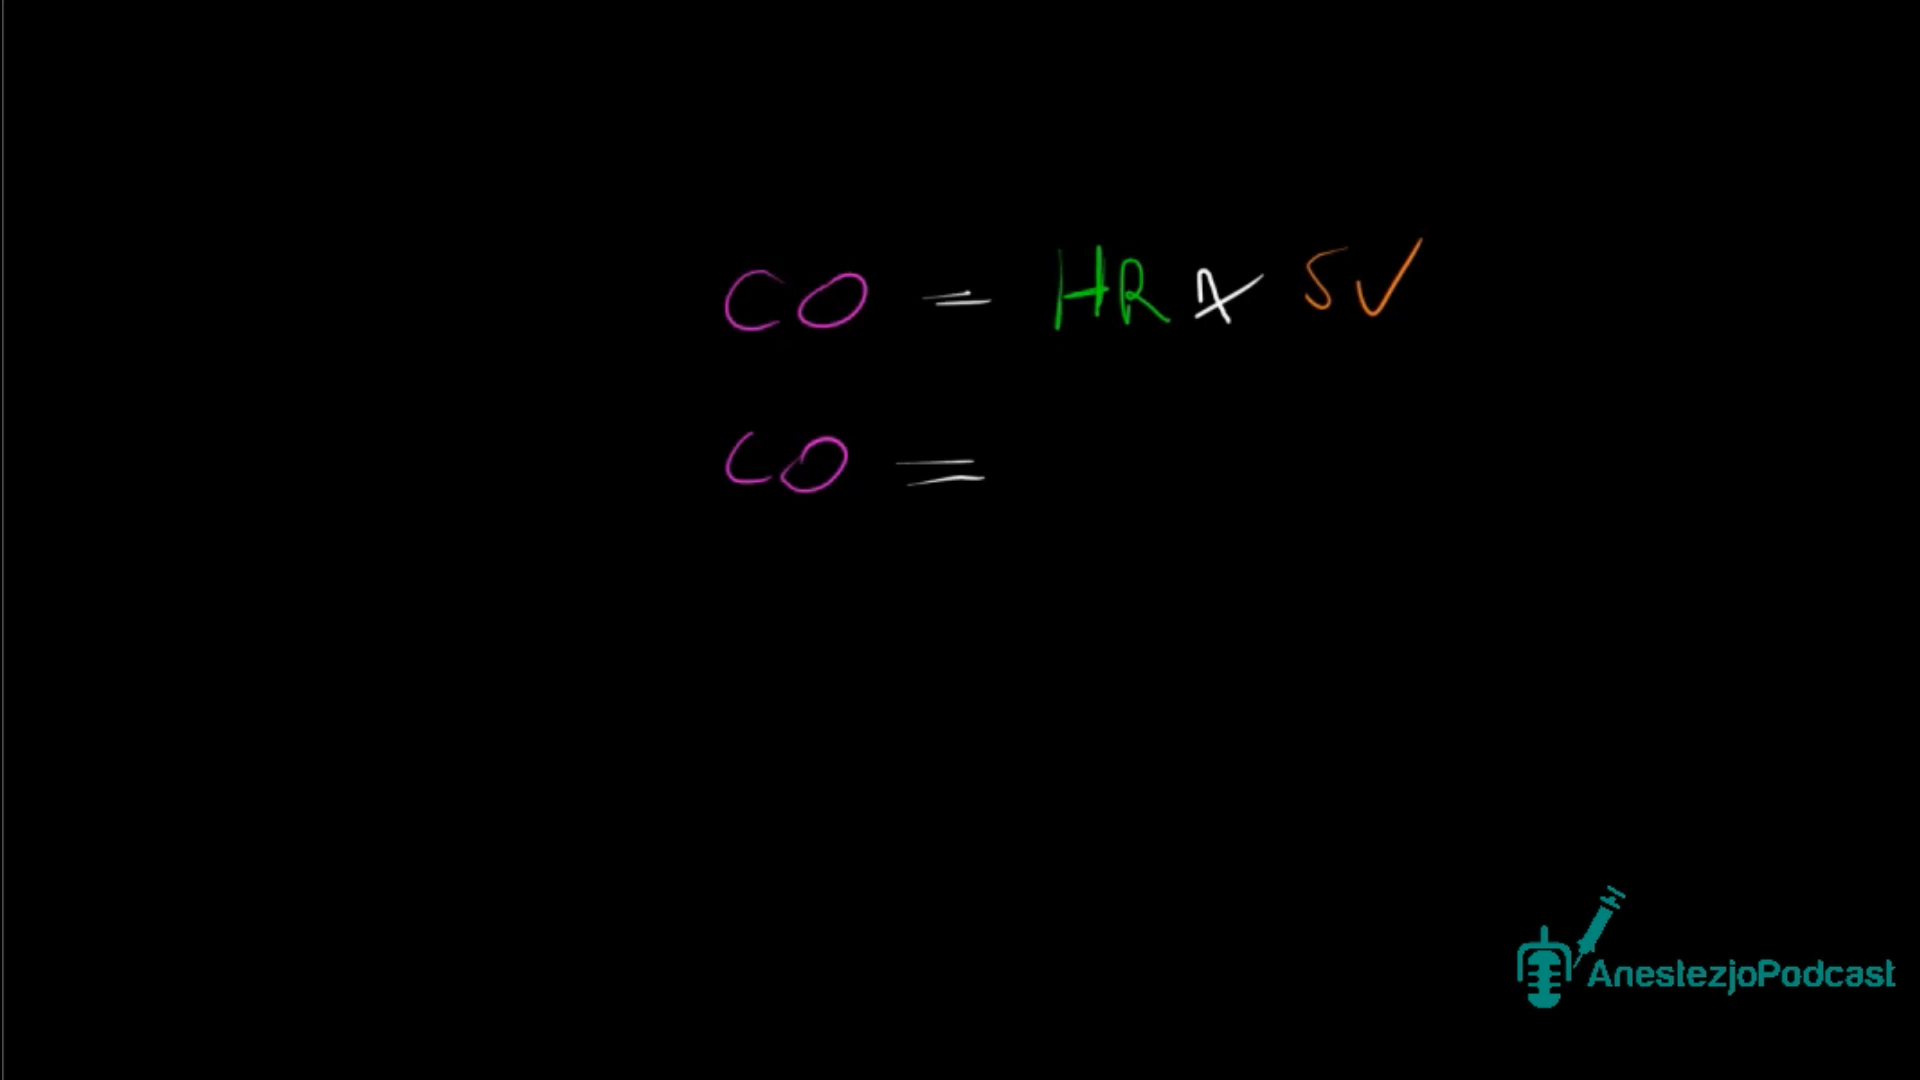 CO = HR x SV
CO =
AnestezjoPodcast